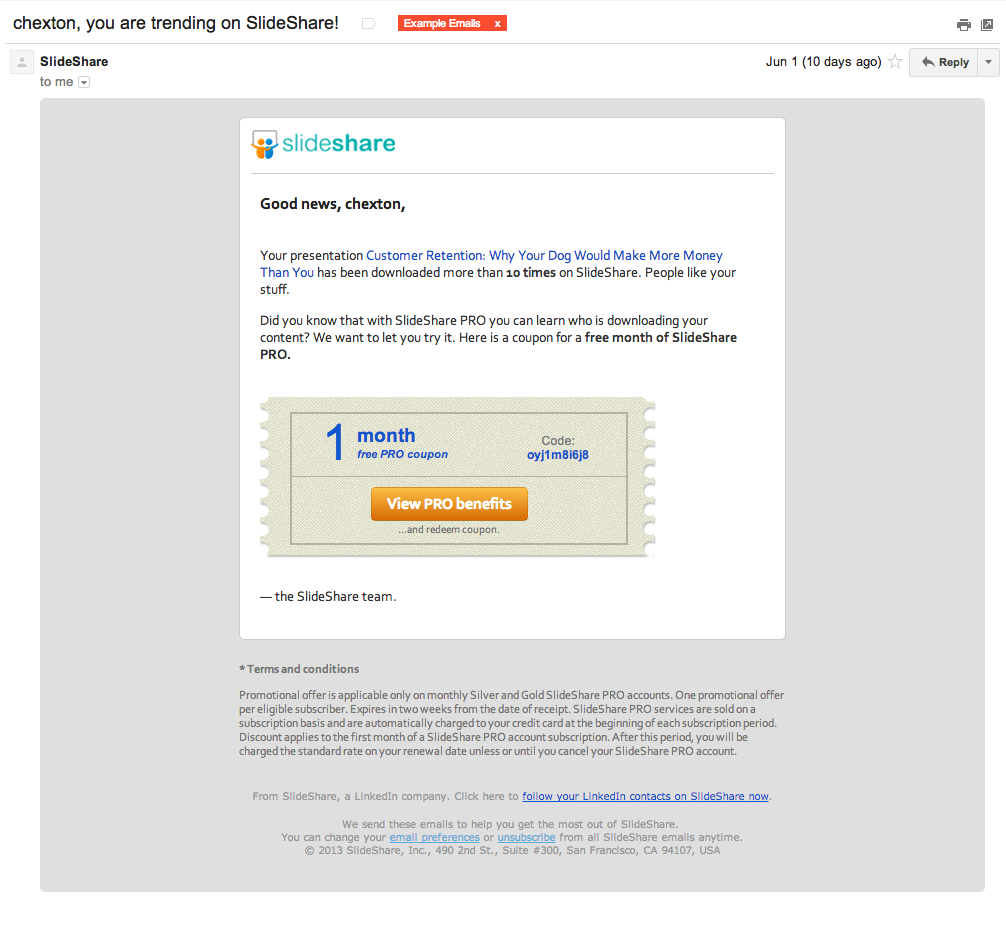 chexton, you are trending on SlideShare!
Example Emails x
SlideShare
Jun 1 (10 days ago)
Reply
to me
slideshare
Good news, chexton,
Your presentation Customer Retention: Why Your Dog Would Make More Money
Than You has been downloaded more than 10 times on SlideShare. People like your
stuff.
Did you know that with SlideShare PRO you can learn who is downloading your
content? We want to let you try it. Here is a coupon for a free month of SlideShare
PRO.
1 month
free PRO coupon
Code:
oyj1m8i6j8
View PRO benefits
...and redeem coupon.
— the SlideShare team.
* Terms and conditions
Promotional offer is applicable only on monthly Silver and Gold SlideShare PRO accounts. One promotional offer
per eligible subscriber. Expires in two weeks from the date of receipt. SlideShare PRO services are sold on a
subscription basis and are automatically charged to your credit card at the beginning of each subscription period.
Discount applies to the first month of a SlideShare PRO account subscription. After this period, you will be
charged the standard rate on your renewal date unless or until you cancel your SlideShare PRO account.
From SlideShare, a LinkedIn company. Click here to follow your LinkedIn contacts on SlideShare now.
We send these emails to help you get the most out of SlideShare.
You can change your email preferences or unsubscribe from all SlideShare emails anytime.
© 2013 SlideShare, Inc., 490 2nd St., Suite #300, San Francisco, CA 94107, USA